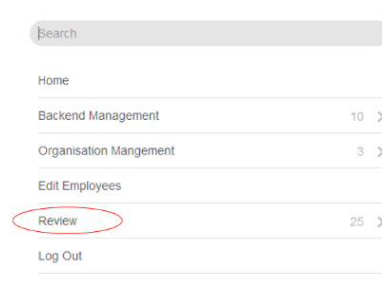 Search
Home
Backend Management 10
Organisation Mangement 3
Edit Employees
Review 25
Log Out